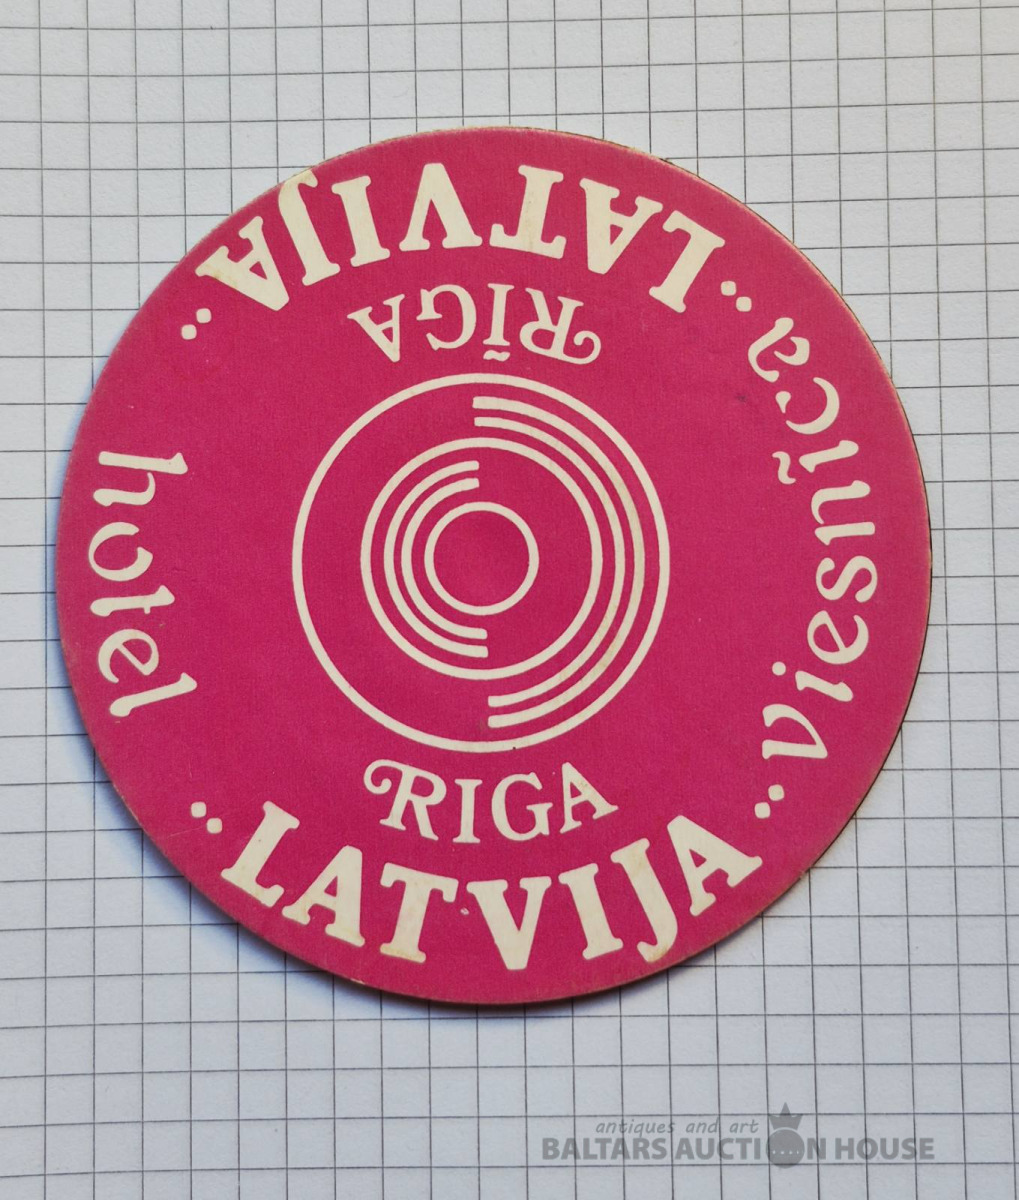 LATVIJA
RĪGA
viesnīca
hotel
RIGA
LATVIJA
antiques and art
BALTARS AUCTION HOUSE